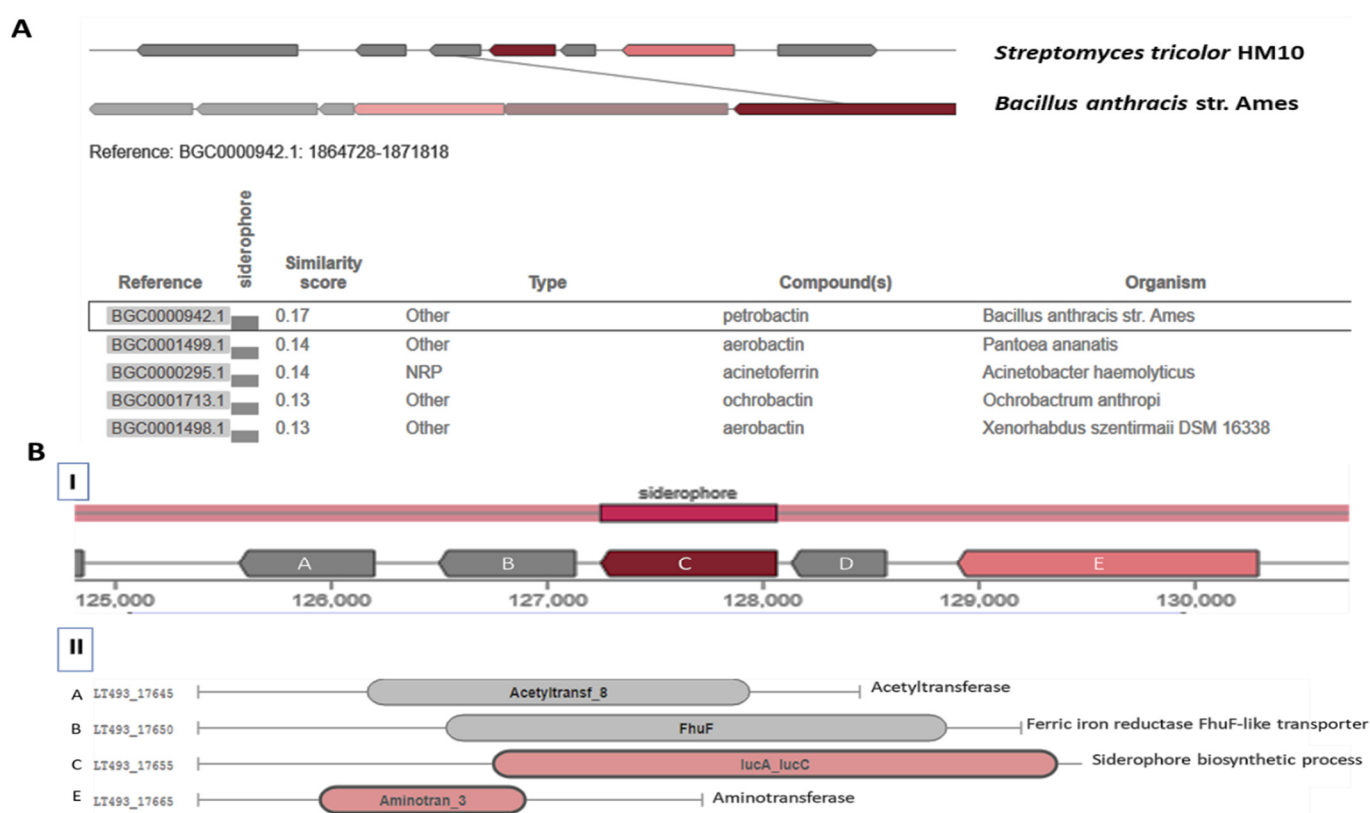 A
Streptomyces tricolor HM10
Bacillus anthracis str. Ames
Reference: BGC0000942.1: 1864728-1871818
Reference siderophore Similarity score Type Compound(s) Organism
BGC0000942.1 0.17 Other petrobactin Bacillus anthracis str. Ames
BGC0001499.1 0.14 Other aerobactin Pantoea ananatis
BGC0000295.1 0.14 NRP acinetoferrin Acinetobacter haemolyticus
BGC0001713.1 0.13 Other ochrobactin Ochrobactrum anthropi
BGC0001498.1 0.13 Other aerobactin Xenorhabdus szentirmaii DSM 16338
B
I
siderophore
A B C D E
125,000 126,000 127,000 128,000 129,000 130,000
II
A LT493_17645 Acetyltransf_8 Acetyltransferase
B LT493_17650 FhuF Ferric iron reductase FhuF-like transporter
C LT493_17655 IucA_IucC Siderophore biosynthetic process
E LT493_17665 Aminotran_3 Aminotransferase